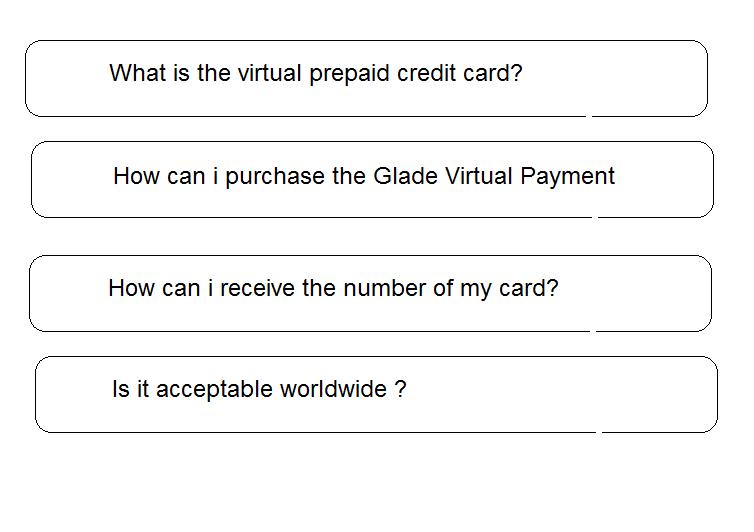 What is the virtual prepaid credit card?
How can i purchase the Glade Virtual Payment
How can i receive the number of my card?
Is it acceptable worldwide ?